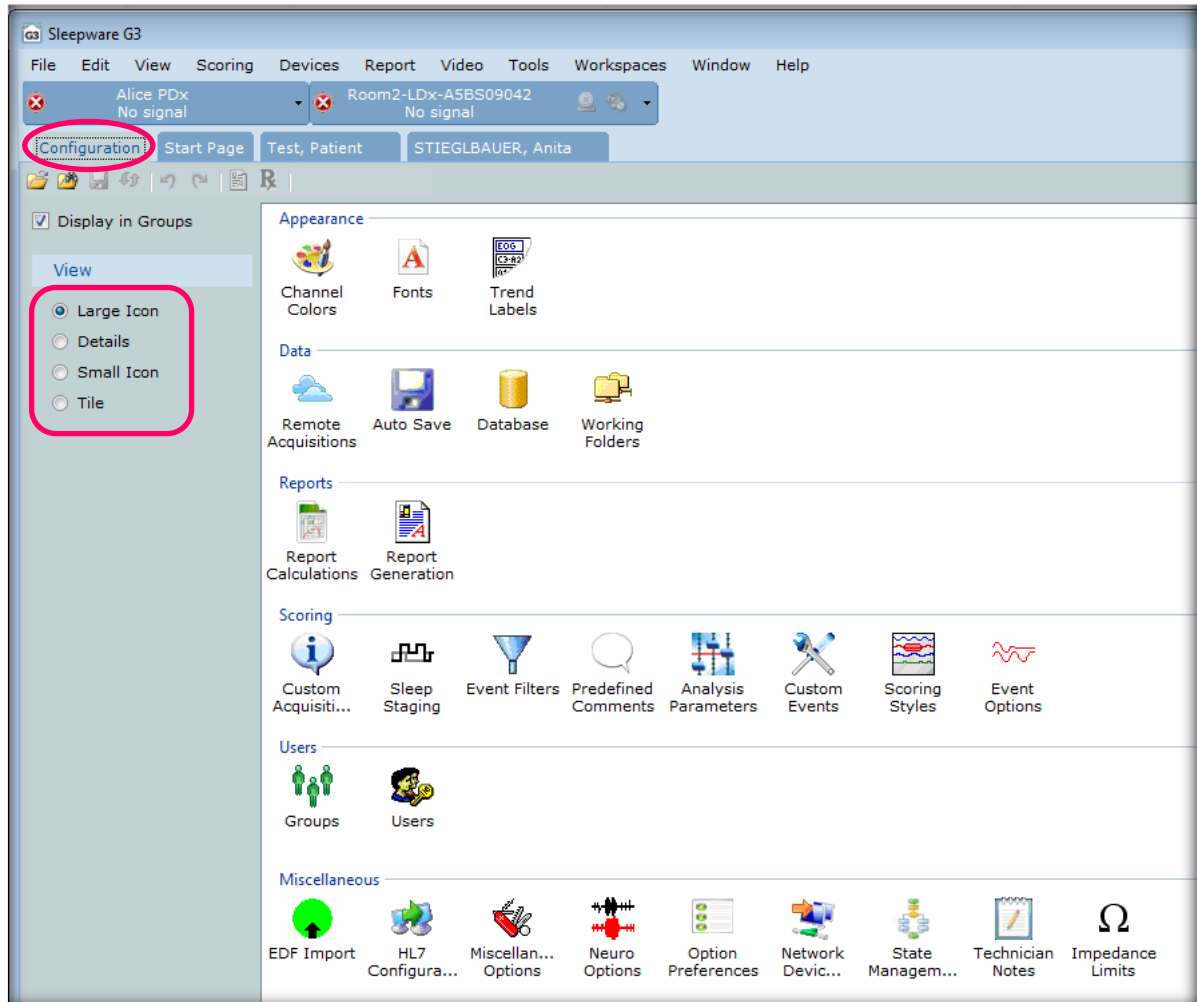 G3 Sleepware G3
File Edit View Scoring Devices Report Video Tools Workspaces Window Help
Alice PDx
No signal
Room2-LDx-A5BS09042
No signal
Configuration Start Page Test, Patient STIEGLBAUER, Anita
Display in Groups
View
Large Icon
Details
Small Icon
Tile
Appearance
Channel Colors
Fonts
Trend Labels
EOG
C3-A2
Data
Remote Acquisitions
Auto Save
Database
Working Folders
Reports
Report Calculations
Report Generation
Scoring
Custom Acquisiti...
Sleep Staging
Event Filters
Predefined Comments
Analysis Parameters
Custom Events
Scoring Styles
Event Options
Users
Groups
Users
Miscellaneous
EDF Import
HL7 Configura...
Miscellan... Options
Neuro Options
Option Preferences
Network Devic...
State Managem...
Technician Notes
Ω
Impedance Limits